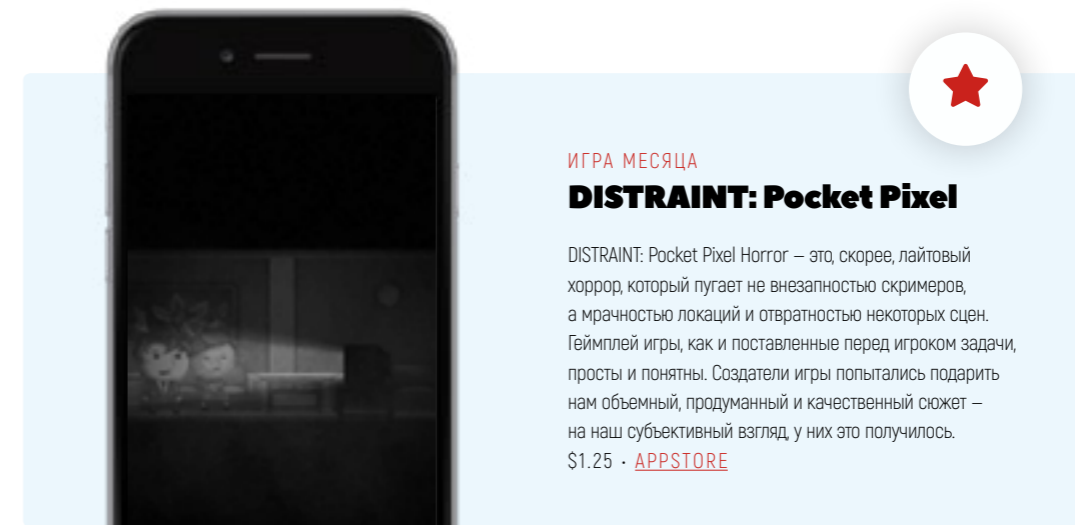 ИГРА МЕСЯЦА
DISTRAINT: Pocket Pixel
DISTRAINT: Pocket Pixel Horror – это, скорее, лайтовый
хоррор, который пугает не внезапностью скримеров,
а мрачностью локаций и отвратностью некоторых сцен.
Геймплей игры, как и поставленные перед игроком задачи,
просты и понятны. Создатели игры попытались подарить
нам объемный, продуманный и качественный сюжет –
на наш субъективный взгляд, у них это получилось.
$1.25 · APPSTORE